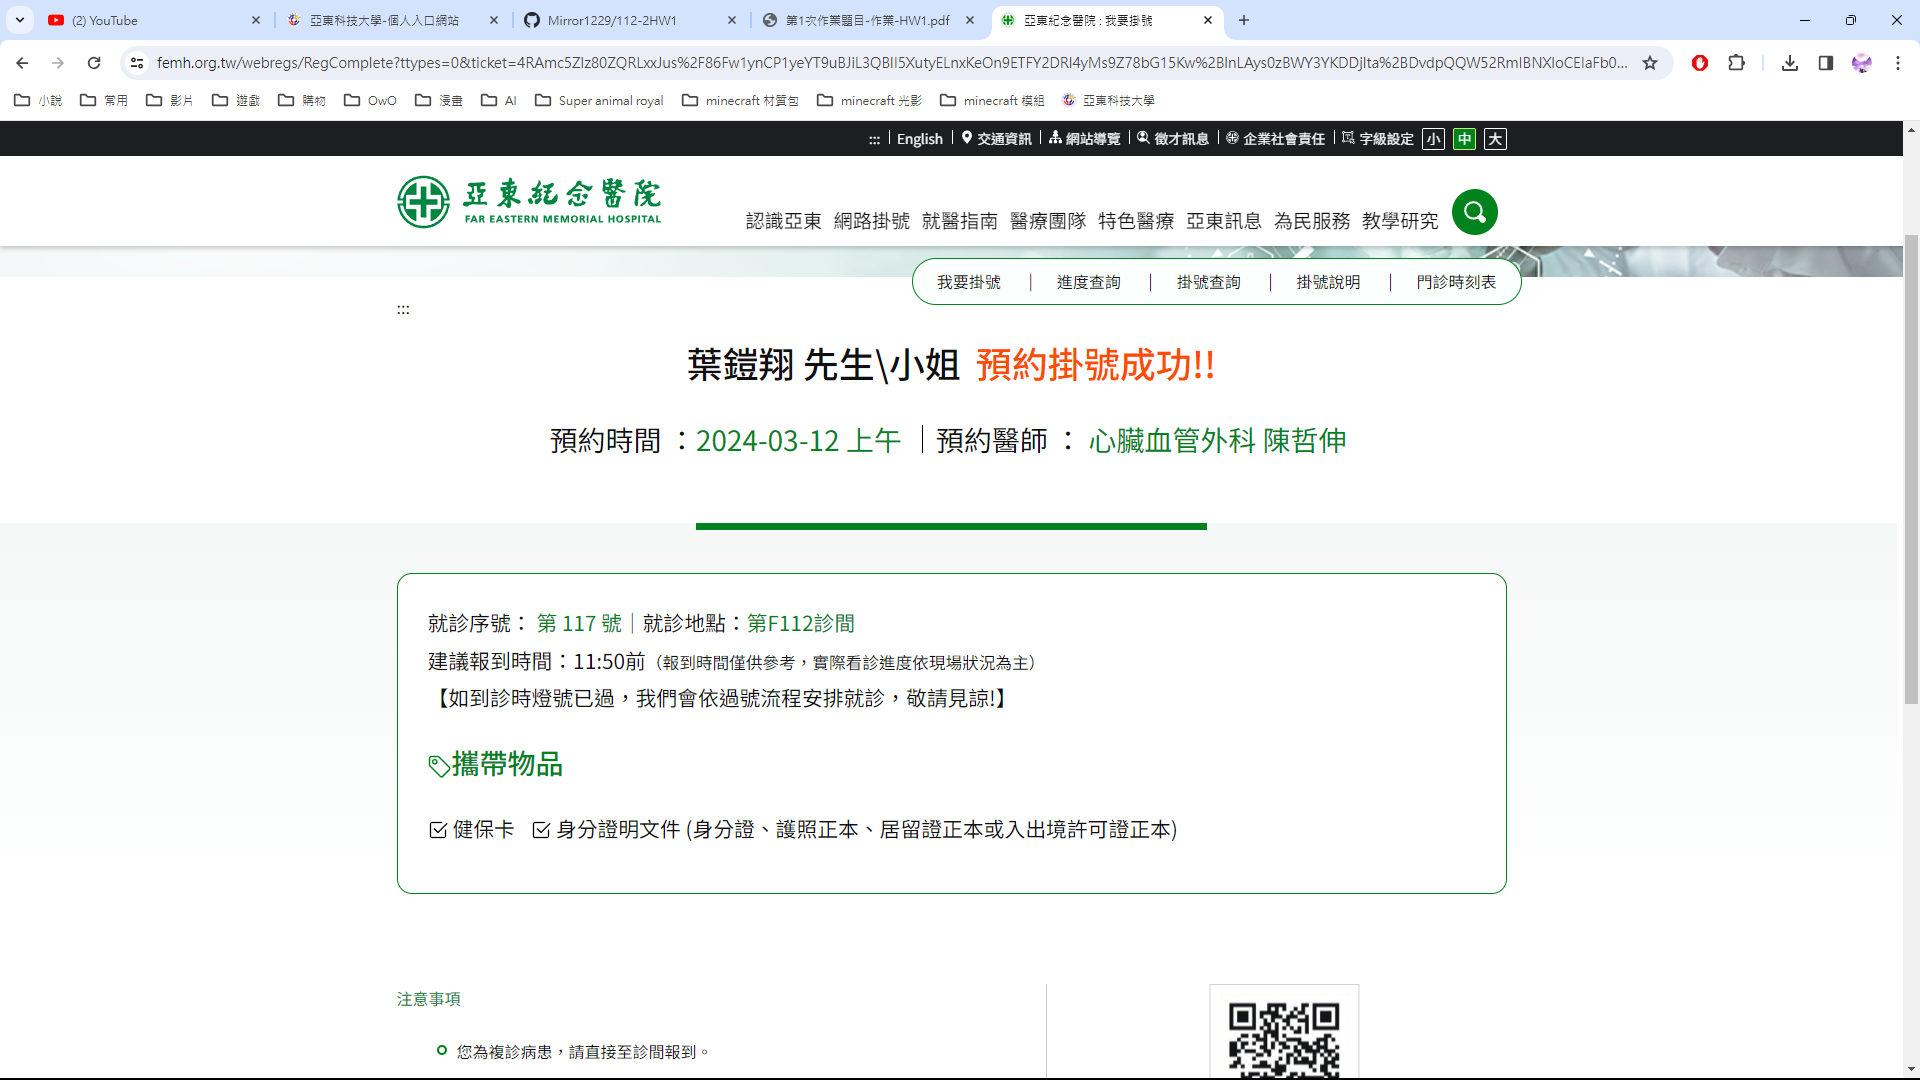 (2) YouTube
亞東科技大學-個人入口網站
Mirror1229/112-2HW1
第1次作業題目-作業-HW1.pdf
亞東紀念醫院 : 我要掛號
femh.org.tw/webregs/RegComplete?ttypes=0&ticket=
小說 常用 影片 遊戲 購物 OwO 漫畫 AI Super animal royal minecraft 材質包 minecraft 光影 minecraft 模組 亞東科技大學
::: English 交通資訊 網站導覽 徵才訊息 企業社會責任 字級設定 小 中 大
亞東紀念醫院
FAR EASTERN MEMORIAL HOSPITAL
認識亞東 網路掛號 就醫指南 醫療團隊 特色醫療 亞東訊息 為民服務 教學研究
我要掛號 | 進度查詢 | 掛號查詢 | 掛號說明 | 門診時刻表
:::
葉鎧翔 先生\小姐 預約掛號成功!!
預約時間 ：2024-03-12 上午 | 預約醫師 ： 心臟血管外科 陳哲伸
就診序號： 第 117 號｜就診地點：第F112診間
建議報到時間：11:50前（報到時間僅供參考，實際看診進度依現場狀況為主）
【如到診時燈號已過，我們會依過號流程安排就診，敬請見諒!】
攜帶物品
健保卡 身分證明文件 (身分證、護照正本、居留證正本或入出境許可證正本)
注意事項
您為複診病患，請直接至診間報到。